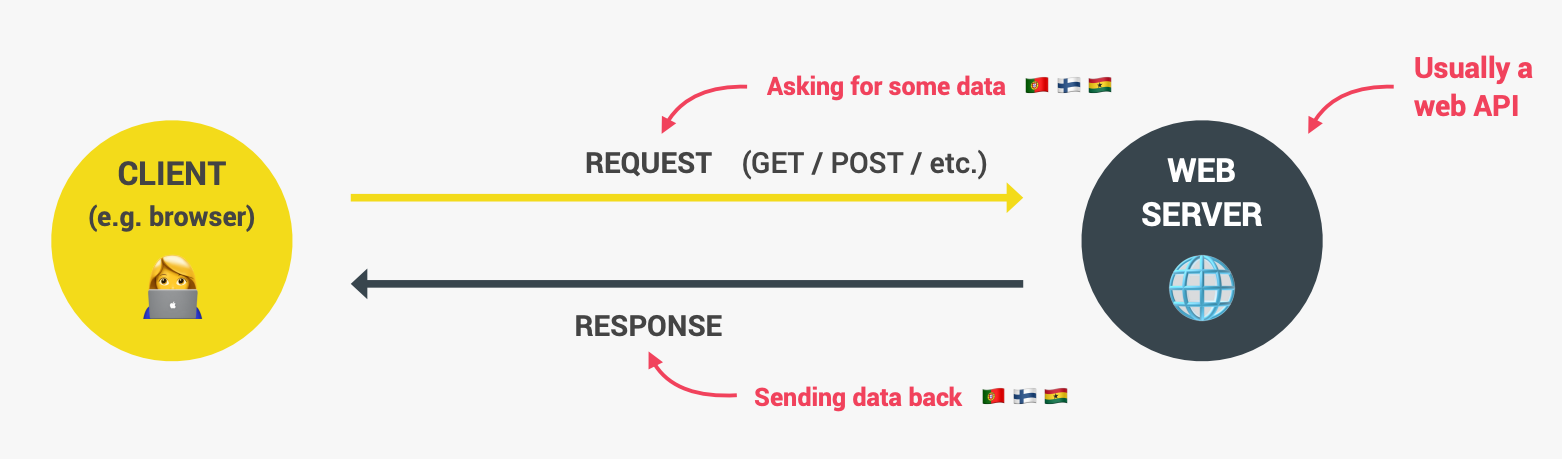 Usually a
web API
Asking for some data 🇵🇹 🇫🇮 🇬🇭
REQUEST (GET / POST / etc.)
CLIENT
(e.g. browser)
WEB
SERVER
RESPONSE
Sending data back 🇵🇹 🇫🇮 🇬🇭